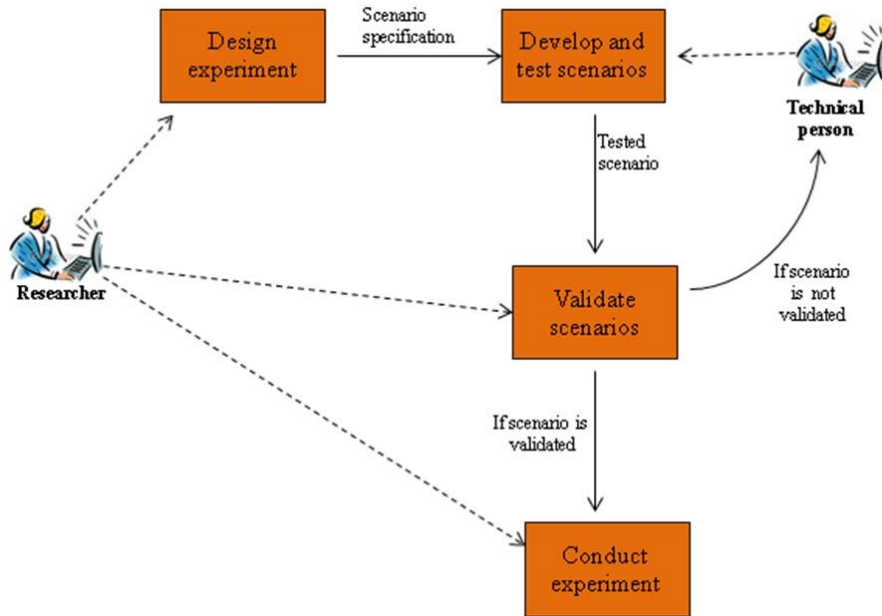 Design
experiment
Scenario
specification
Develop and
test scenarios
Technical
person
Tested
scenario
Researcher
Validate
scenarios
If scenario
is not
validated
If scenario is
validated
Conduct
experiment